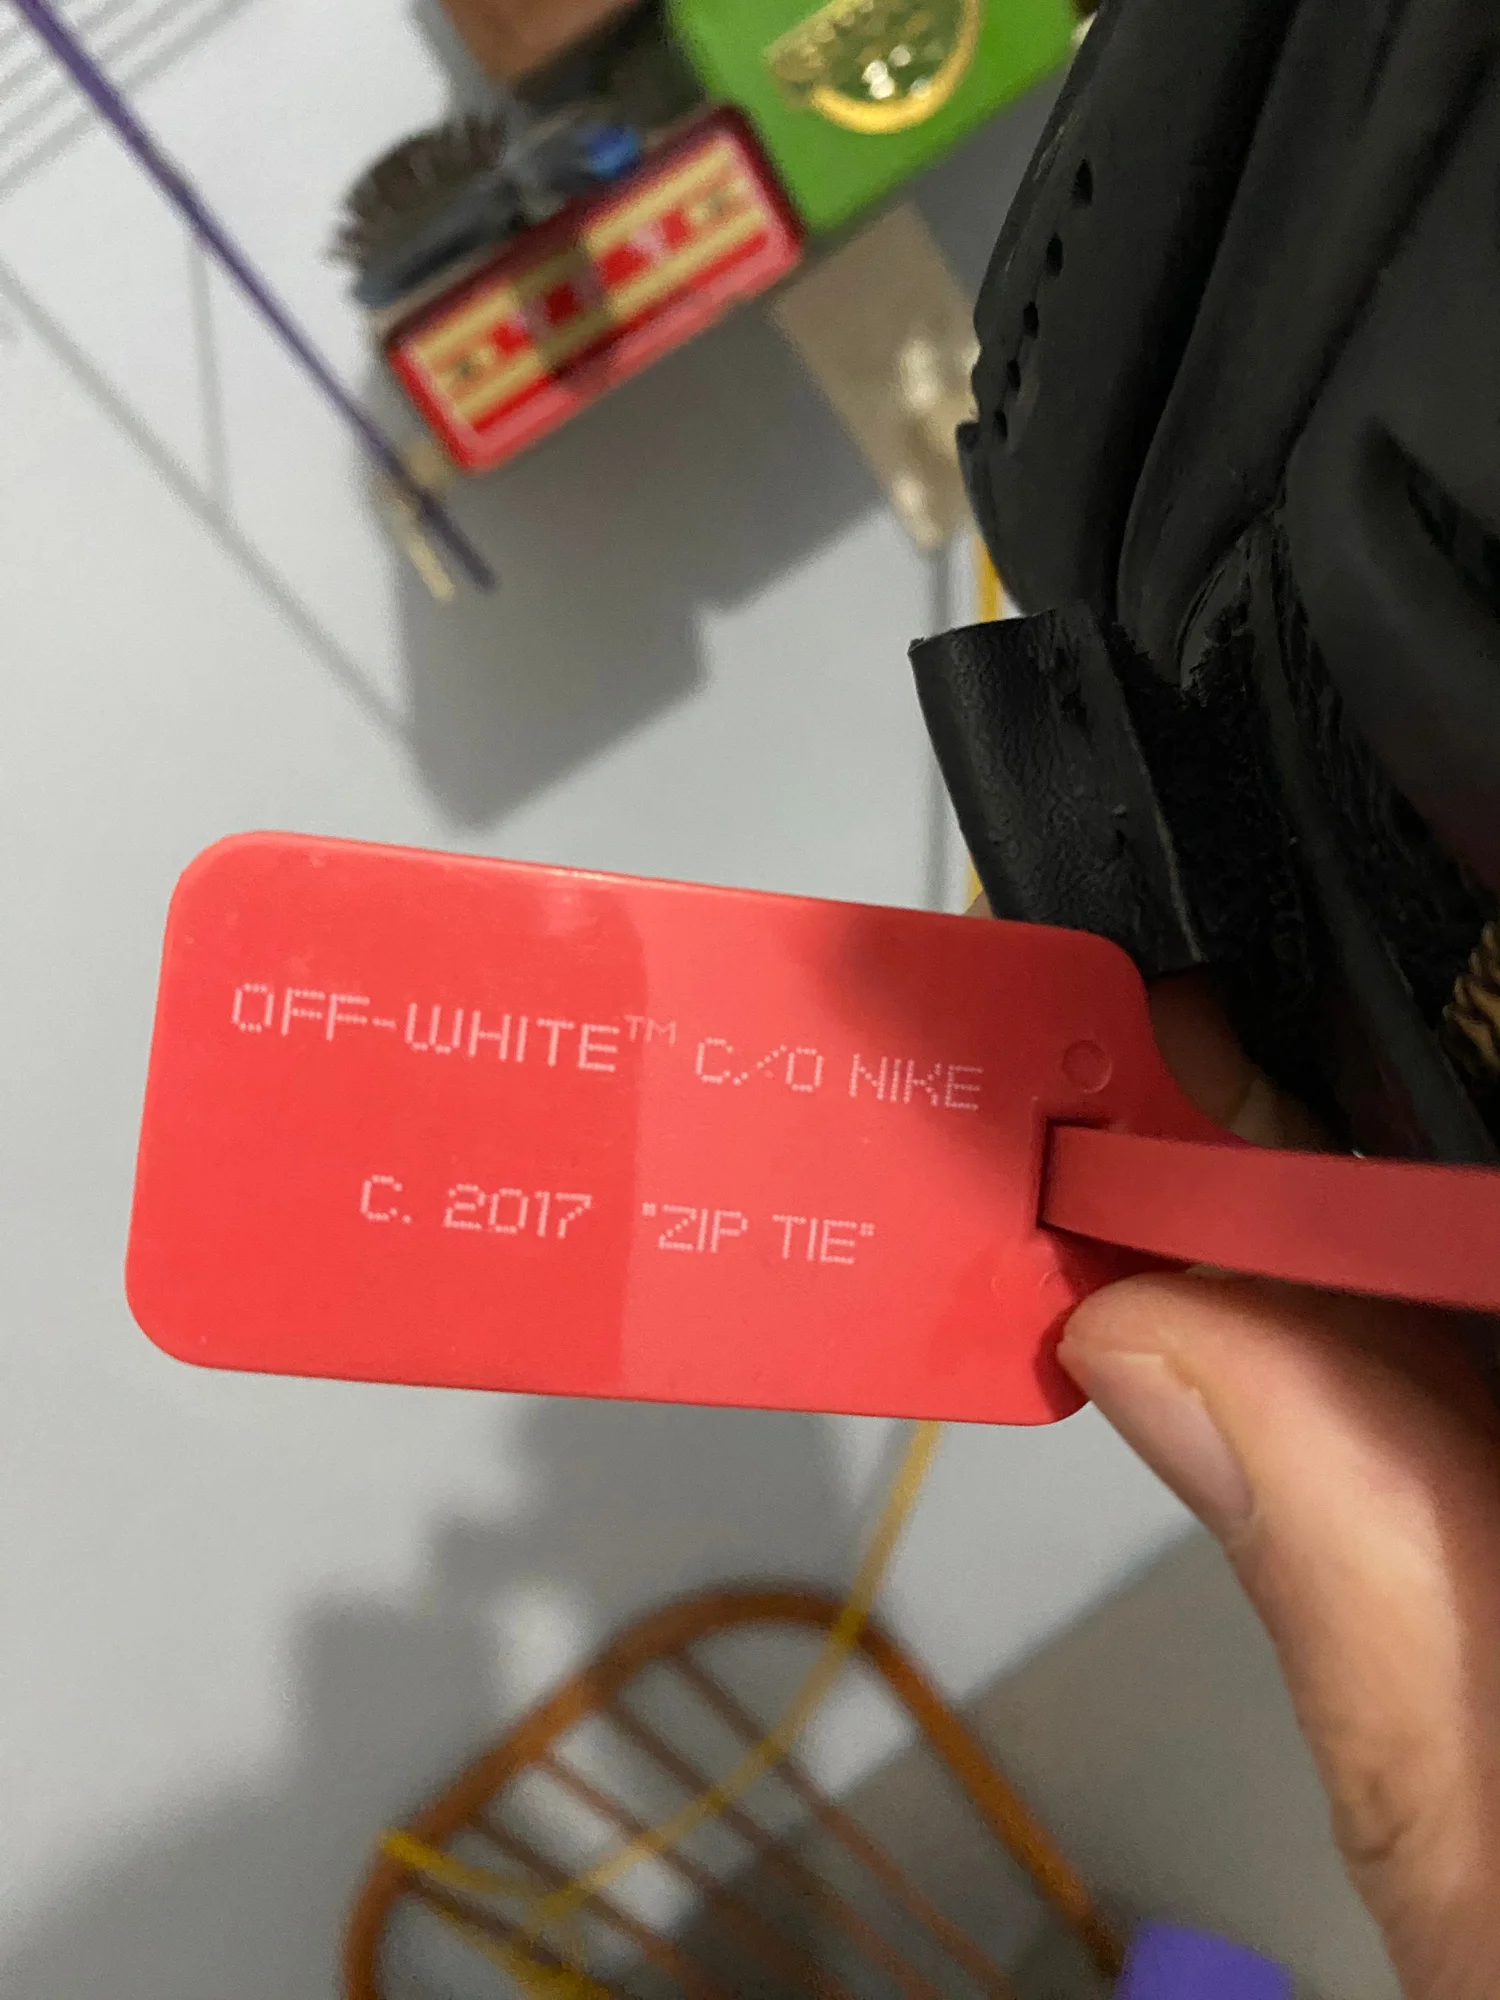 OFF-WHITE™ C/O NIKE
C. 2017 "ZIP TIE"